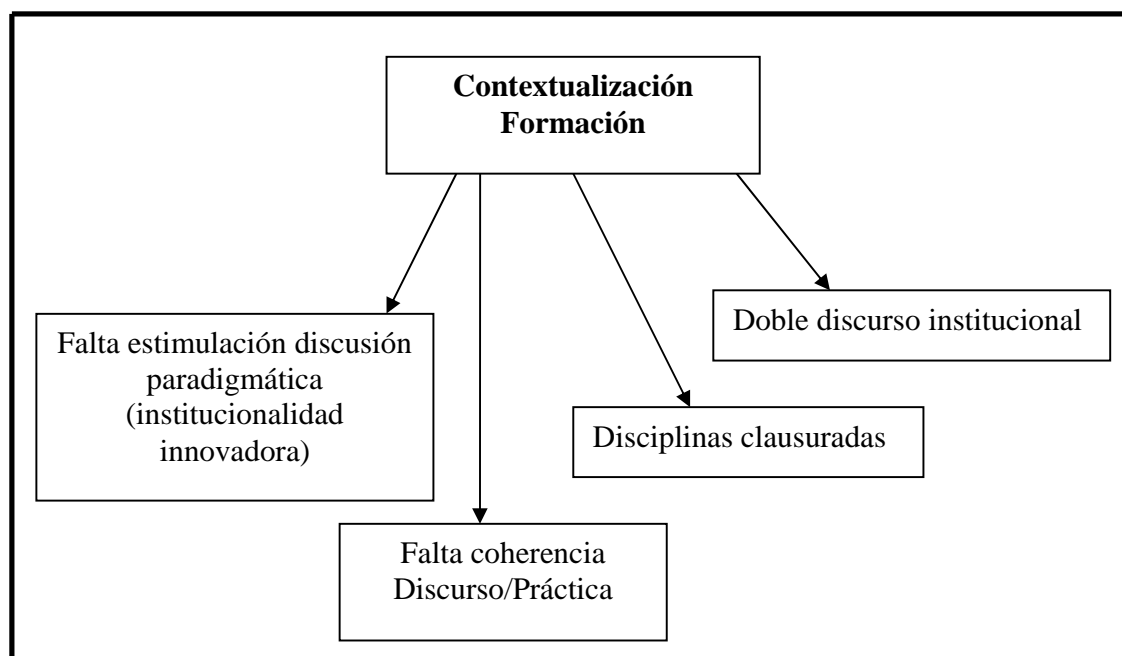 Contextualización
Formación
Falta estimulación discusión
paradigmática
(institucionalidad
innovadora)
Doble discurso institucional
Disciplinas clausuradas
Falta coherencia
Discurso/Práctica